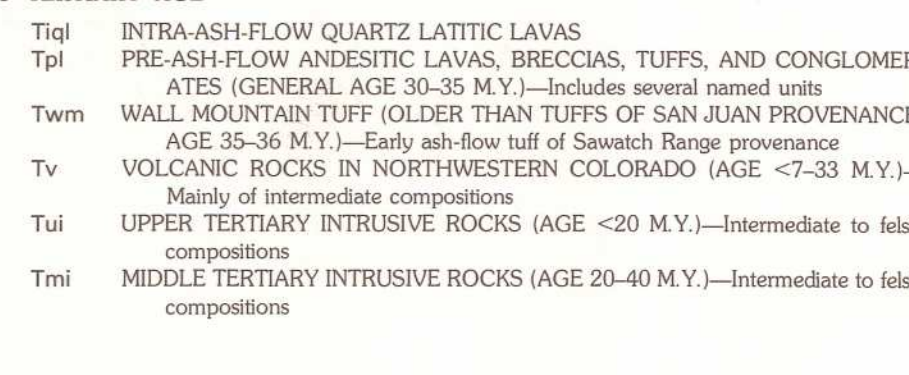 Tiql INTRA-ASH-FLOW QUARTZ LATITIC LAVAS
Tpl PRE-ASH-FLOW ANDESITIC LAVAS, BRECCIAS, TUFFS, AND CONGLOMER
ATES (GENERAL AGE 30–35 M.Y.)—Includes several named units
Twm WALL MOUNTAIN TUFF (OLDER THAN TUFFS OF SAN JUAN PROVENANCE
AGE 35–36 M.Y.)—Early ash-flow tuff of Sawatch Range provenance
Tv VOLCANIC ROCKS IN NORTHWESTERN COLORADO (AGE <7–33 M.Y.)–
Mainly of intermediate compositions
Tui UPPER TERTIARY INTRUSIVE ROCKS (AGE <20 M.Y.)—Intermediate to fels
compositions
Tmi MIDDLE TERTIARY INTRUSIVE ROCKS (AGE 20–40 M.Y.)—Intermediate to fels
compositions